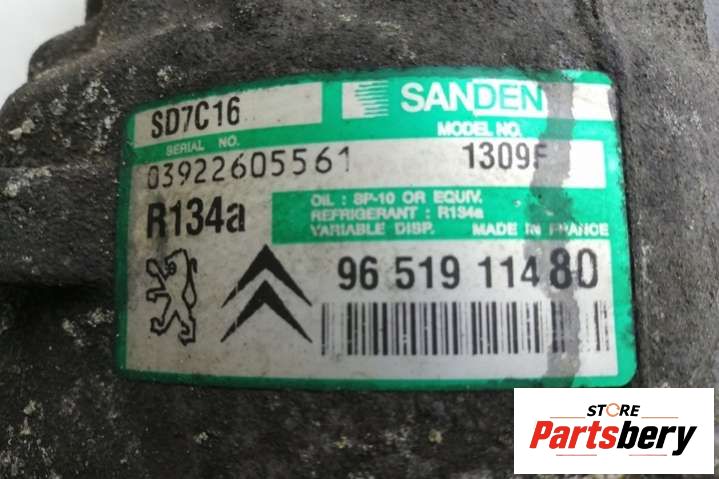 SD7C16
SANDEN
SERIAL NO.
MODEL NO.
03922605561
1309F
R134a
OIL : SP-10 OR EQUIV.
REFRIGERANT : R134a
VARIABLE DISP. MADE IN FRANCE
96 519 114 80
STORE
Partsbery